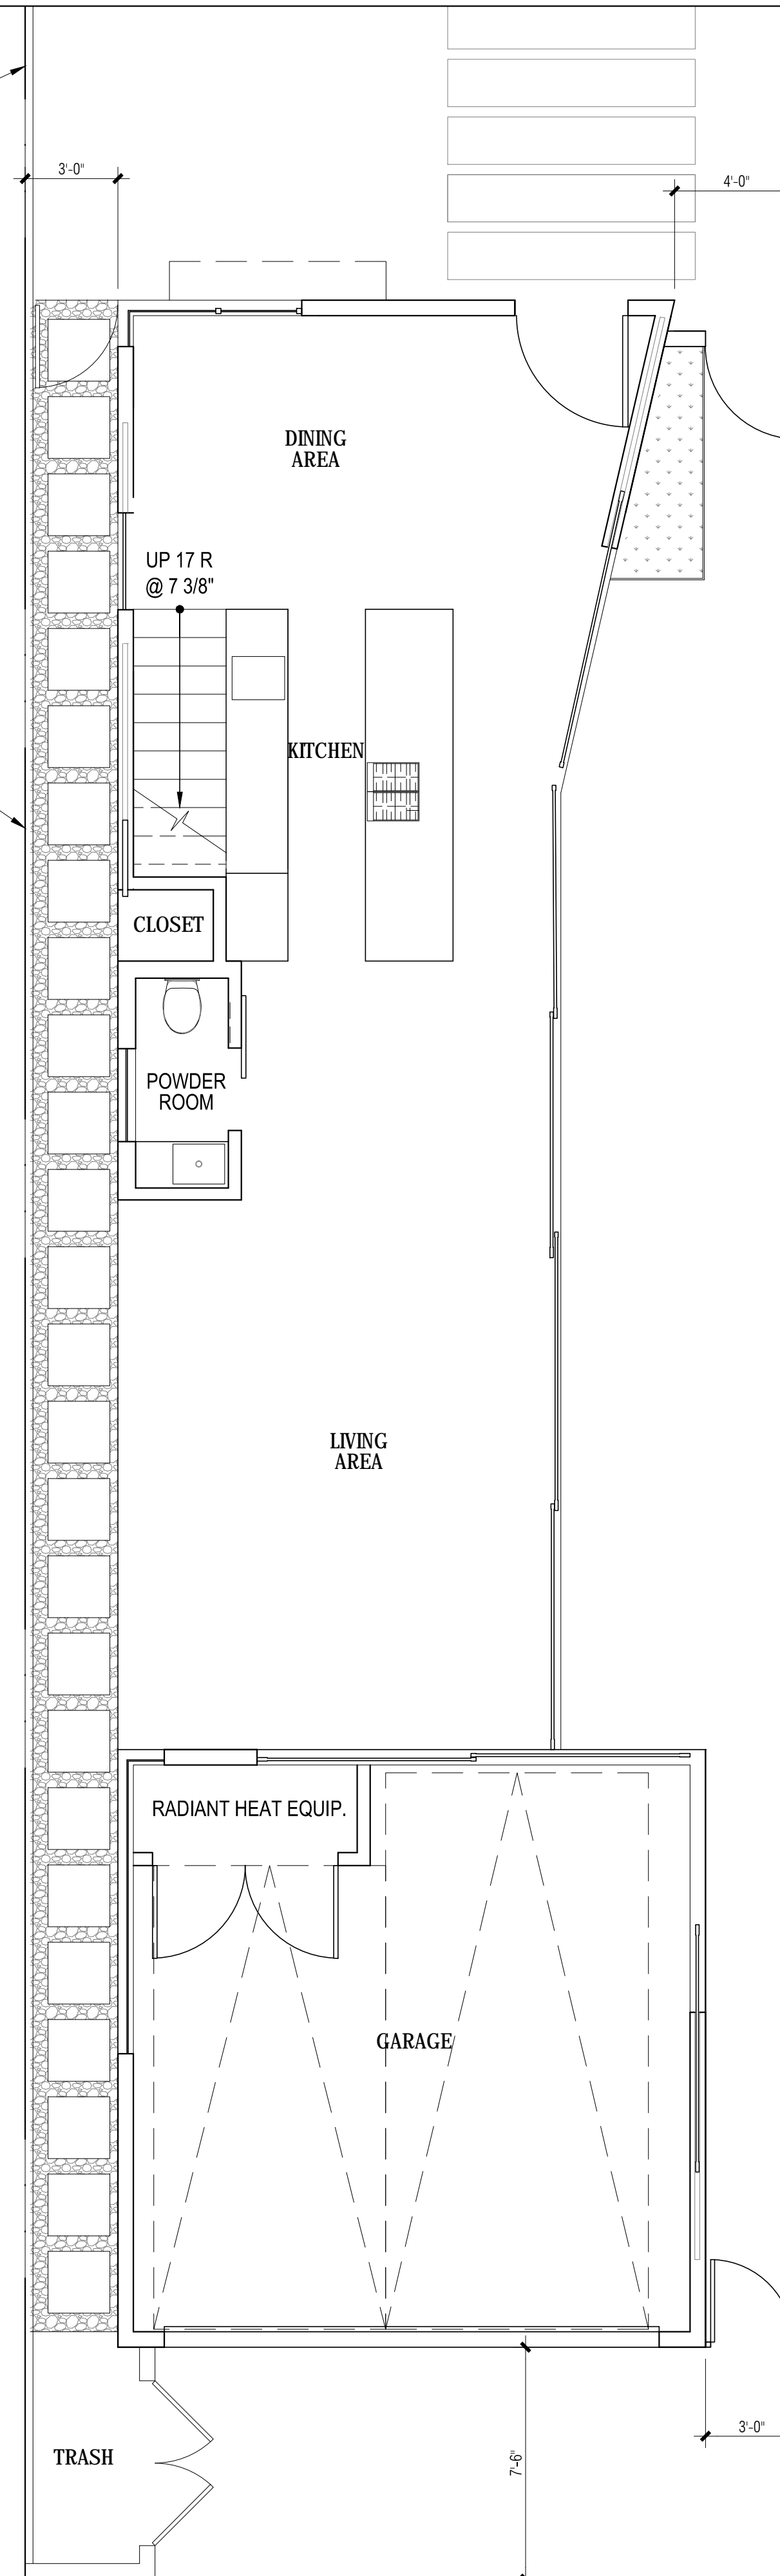 3'-0"
4'-0"
DINING
AREA
UP 17 R
@ 7 3/8"
KITCHEN
CLOSET
POWDER
ROOM
LIVING
AREA
RADIANT HEAT EQUIP.
GARAGE
3'-0"
TRASH
7'-6"